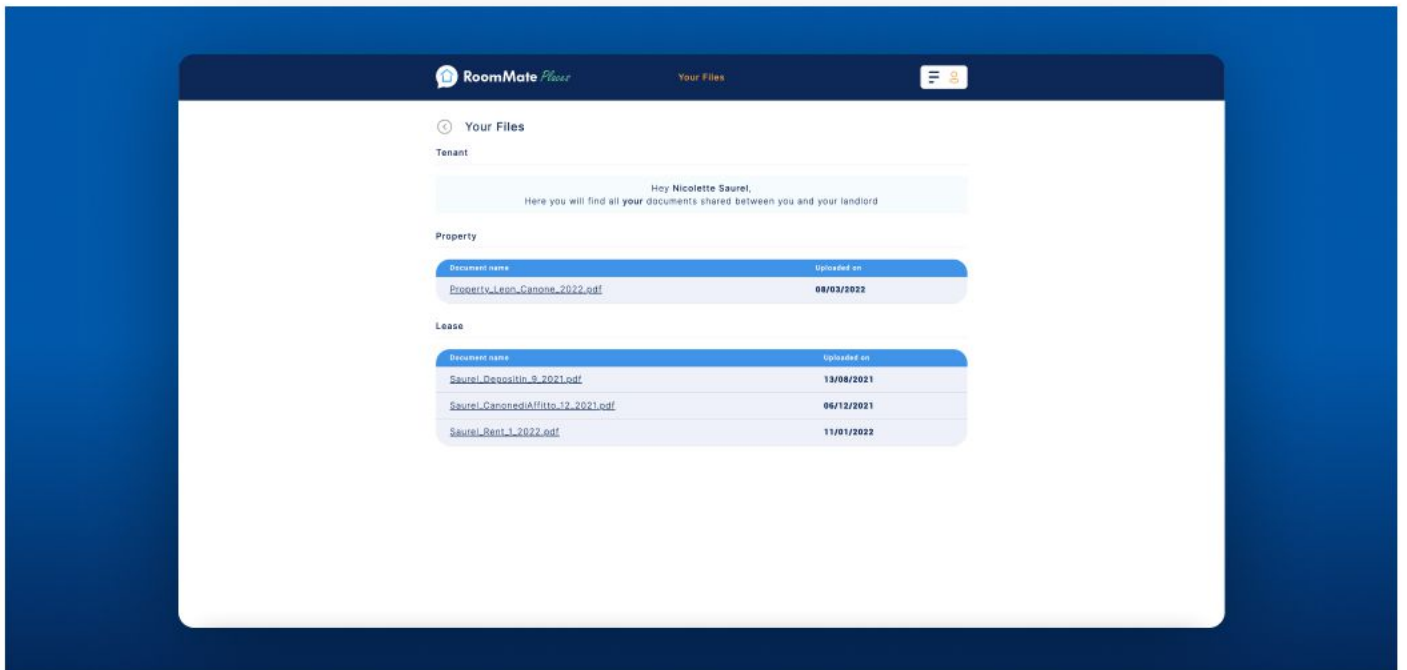 RoomMate Places
Your Files
Your Files
Tenant
Hey Nicolette Saurel,
Here you will find all your documents shared between you and your landlord
Property
Document name Uploaded on
Property_Leon_Canone_2022.pdf 08/03/2022
Lease
Document name Uploaded on
Saurel_Depositin_9_2021.pdf 13/08/2021
Saurel_CanonediAffitto_12_2021.pdf 06/12/2021
Saurel_Rent_1_2022.pdf 11/01/2022